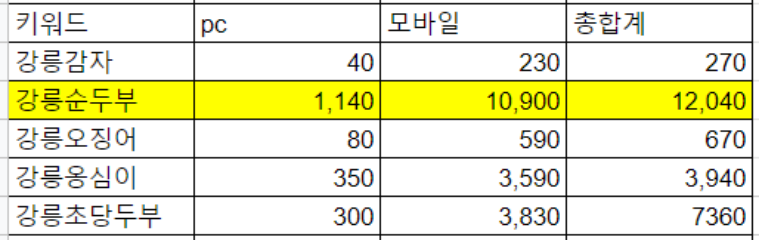 키워드 pc 모바일 총합계
강릉감자 40 230 270
강릉순두부 1,140 10,900 12,040
강릉오징어 80 590 670
강릉옹심이 350 3,590 3,940
강릉초당두부 300 3,830 7360